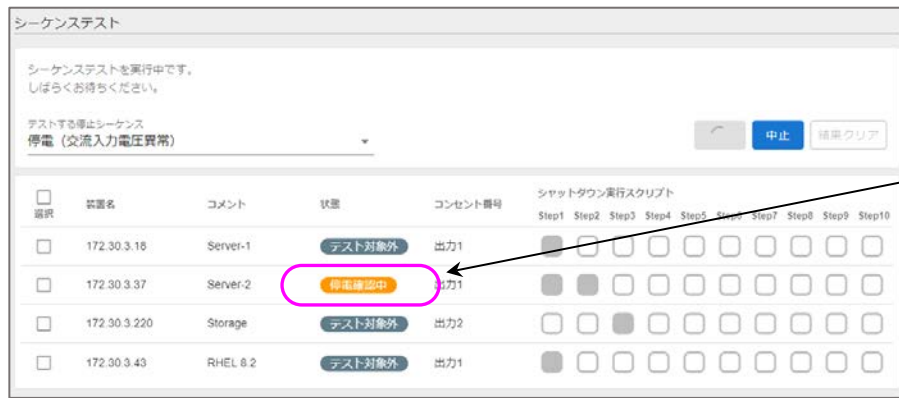 シーケンステスト
シーケンステストを実行中です。
しばらくお待ちください。
テストする停止シーケンス
停電（交流入力電圧異常）
中止 結果クリア
選択 装置名 コメント 状態 コンセント番号 シャットダウン実行スクリプト
Step1 Step2 Step3 Step4 Step5 Step6 Step7 Step8 Step9 Step10
172.30.3.16 Server-1 テスト対象外 出力1
172.30.3.37 Server-2 停電確認中 出力1
172.30.3.220 Storage テスト対象外 出力2
172.30.3.43 RHEL 8.2 テスト対象外 出力1